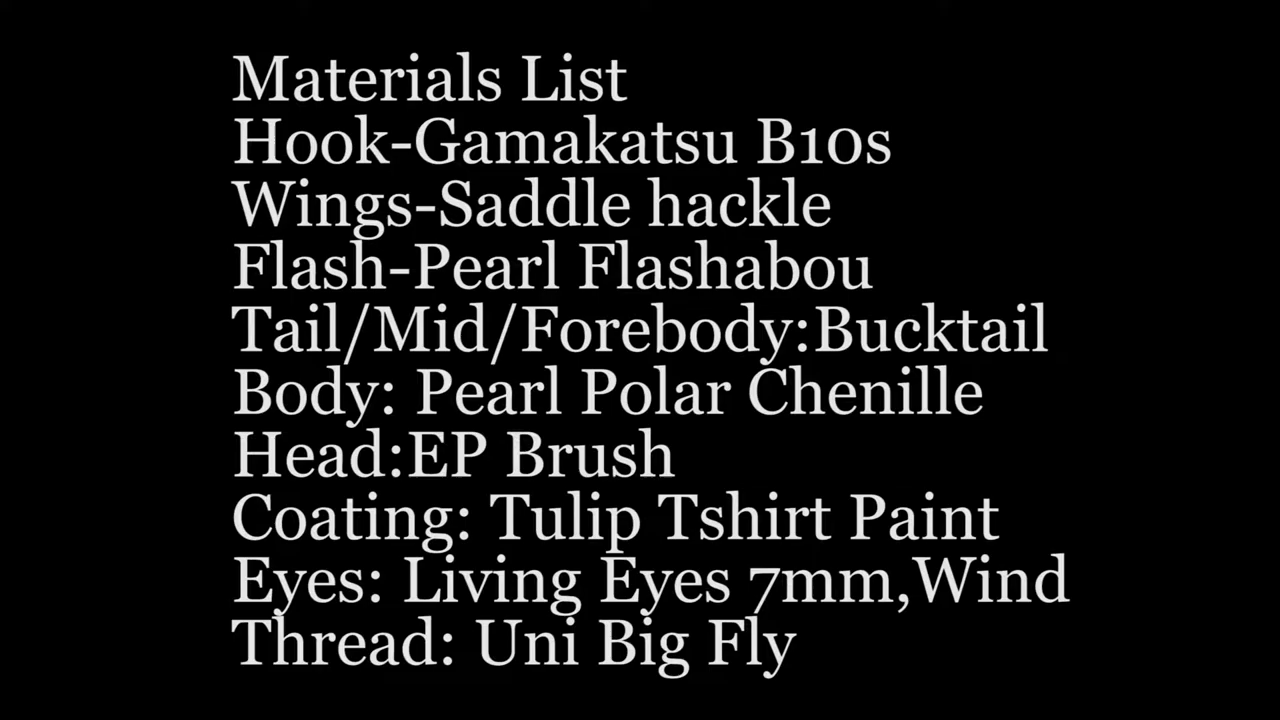 Materials List
Hook-Gamakatsu B10s
Wings-Saddle hackle
Flash-Pearl Flashabou
Tail/Mid/Forebody:Bucktail
Body: Pearl Polar Chenille
Head:EP Brush
Coating: Tulip Tshirt Paint
Eyes: Living Eyes 7mm,Wind
Thread: Uni Big Fly